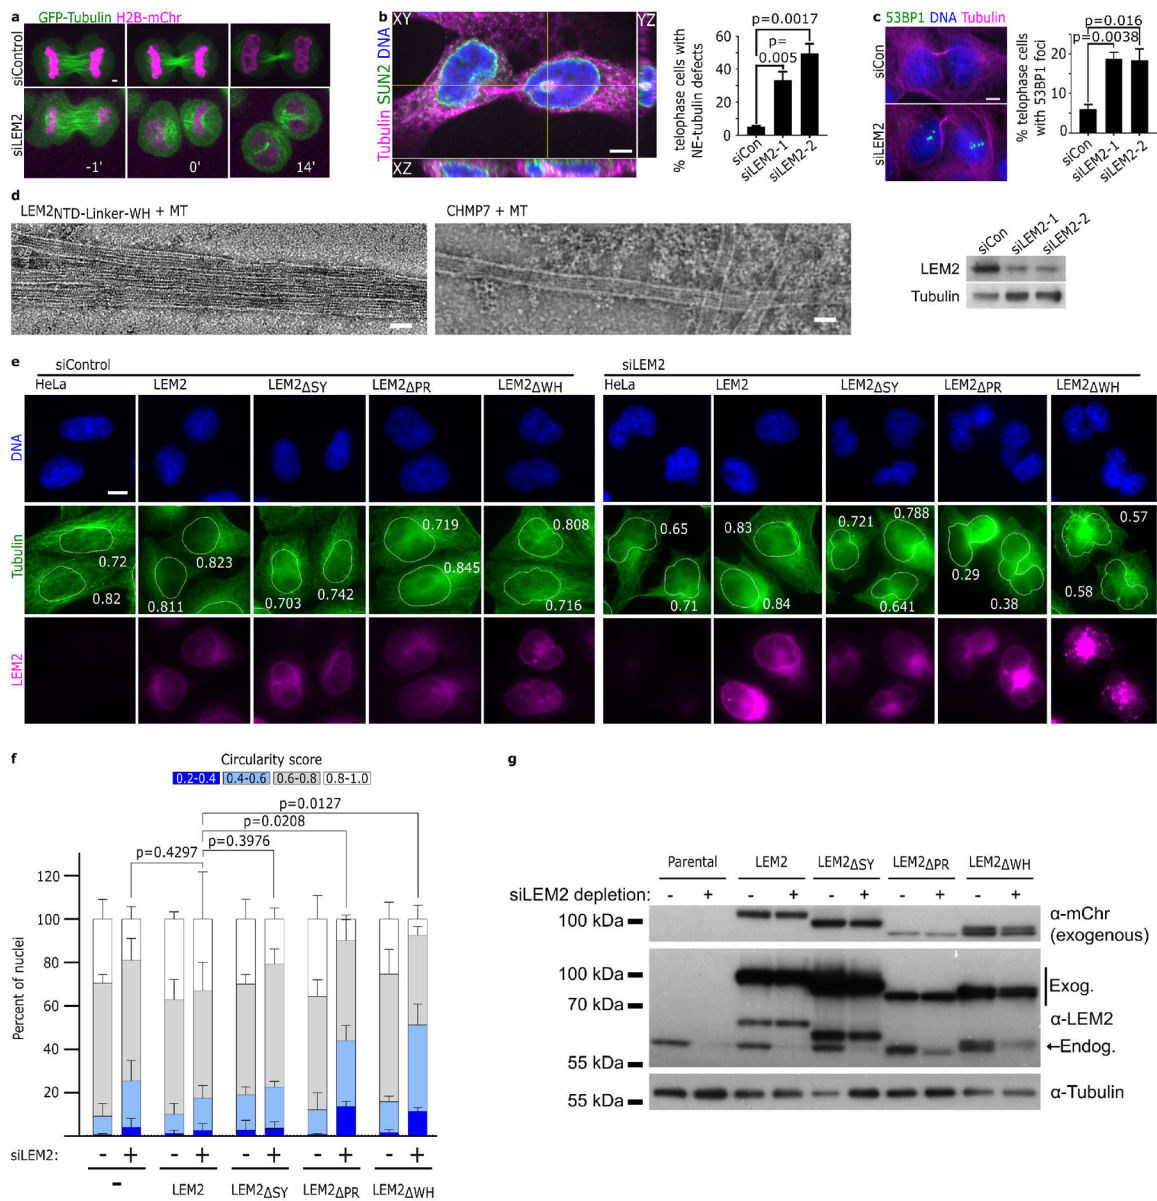 a
GFP-Tubulin H2B-mChr
siControl
siLEM2
-1'
0'
14'
b
XY
YZ
XZ
Tubulin SUN2 DNA
% telophase cells with
NE-tubulin defects
60
50
40
30
20
10
0
p=0.0017
p=
0.005
siCon
siLEM2-1
siLEM2-2
c
53BP1 DNA Tubulin
siCon
siLEM2
% telophase cells
with 53BP1 foci
25
20
15
10
5
0
p=0.016
p=0.0038
siCon
siLEM2-1
siLEM2-2
siCon
siLEM2-1
siLEM2-2
LEM2
Tubulin
d
LEM2NTD-Linker-WH + MT
CHMP7 + MT
e
siControl
siLEM2
HeLa LEM2 LEM2ΔSY LEM2ΔPR LEM2ΔWH HeLa LEM2 LEM2ΔSY LEM2ΔPR LEM2ΔWH
DNA
Tubulin
0.72
0.82
0.823
0.811
0.703
0.742
0.719
0.845
0.808
0.716
0.65
0.71
0.83
0.84
0.721
0.788
0.641
0.29
0.38
0.57
0.58
LEM2
f
Circularity score
0.2-0.4 0.4-0.6 0.6-0.8 0.8-1.0
p=0.0127
p=0.0208
p=0.3976
p=0.4297
Percent of nuclei
120
100
80
60
40
20
siLEM2: - + - + - + - + - +
- LEM2 LEM2ΔSY LEM2ΔPR LEM2ΔWH
g
Parental LEM2 LEM2ΔSY LEM2ΔPR LEM2ΔWH
siLEM2 depletion: - + - + - + - + - +
100 kDa
α-mChr
(exogenous)
100 kDa
70 kDa
55 kDa
Exog.
α-LEM2
←Endog.
55 kDa
α-Tubulin